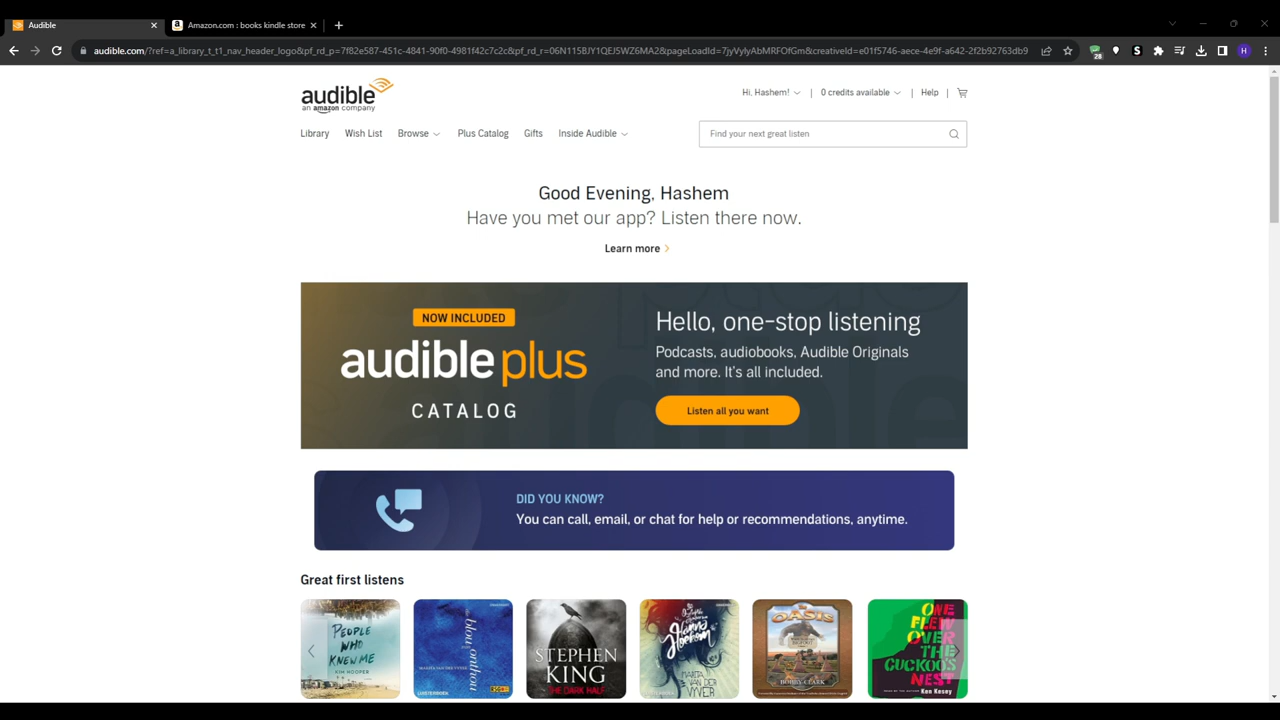 Audible
Amazon.com : books kindle store
audible.com/?ref=a_library_t_t1_nav_header_logo&pf_rd_p=7f82e587-451c-4841-90f0-4981f42c7c2c&pf_rd_r=06N115BJY1QEJ5WZ6MA2&pageLoadId=7jyVylyAbMRFOfGm&creativeId=e01f5746-aece-4e9f-a642-2f2b92763db9
28
S
H
audible
an amazon company
Hi, Hashem! | 0 credits available | Help |
Library Wish List Browse Plus Catalog Gifts Inside Audible
Find your next great listen
Good Evening, Hashem
Have you met our app? Listen there now.
Learn more
NOW INCLUDED
audible plus
CATALOG
Hello, one-stop listening
Podcasts, audiobooks, Audible Originals
and more. It's all included.
Listen all you want
DID YOU KNOW?
You can call, email, or chat for help or recommendations, anytime.
Great first listens
PEOPLE
WHO
KNEW ME
KIM HOOPER
STEPHEN
KING
THE DARK HALF
OASIS
BOBBY CLARK
ONE
FLEW
OVER
THE
CUCKOO'S
NEST
Ken Kesey